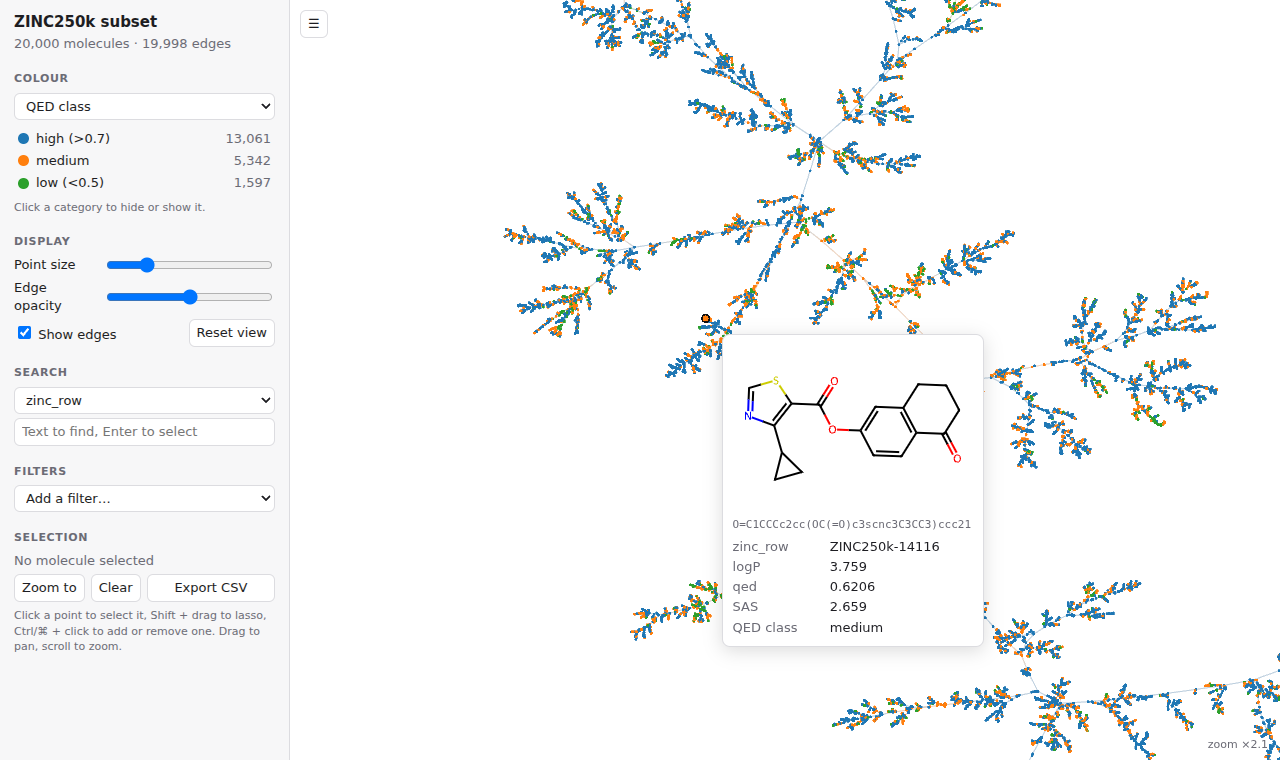 ZINC250k subset
20,000 molecules · 19,998 edges
☰
COLOUR
QED class
high (>0.7) 13,061
medium 5,342
low (<0.5) 1,597
Click a category to hide or show it.
DISPLAY
Point size
Edge opacity
Show edges
Reset view
SEARCH
zinc_row
Text to find, Enter to select
FILTERS
Add a filter…
SELECTION
No molecule selected
Zoom to
Clear
Export CSV
Click a point to select it, Shift + drag to lasso,
Ctrl/⌘ + click to add or remove one. Drag to
pan, scroll to zoom.
S
O
N
O
O
O=C1CCCc2cc(OC(=O)c3scnc3C3CC3)ccc21
zinc_row ZINC250k-14116
logP 3.759
qed 0.6206
SAS 2.659
QED class medium
zoom ×2.1